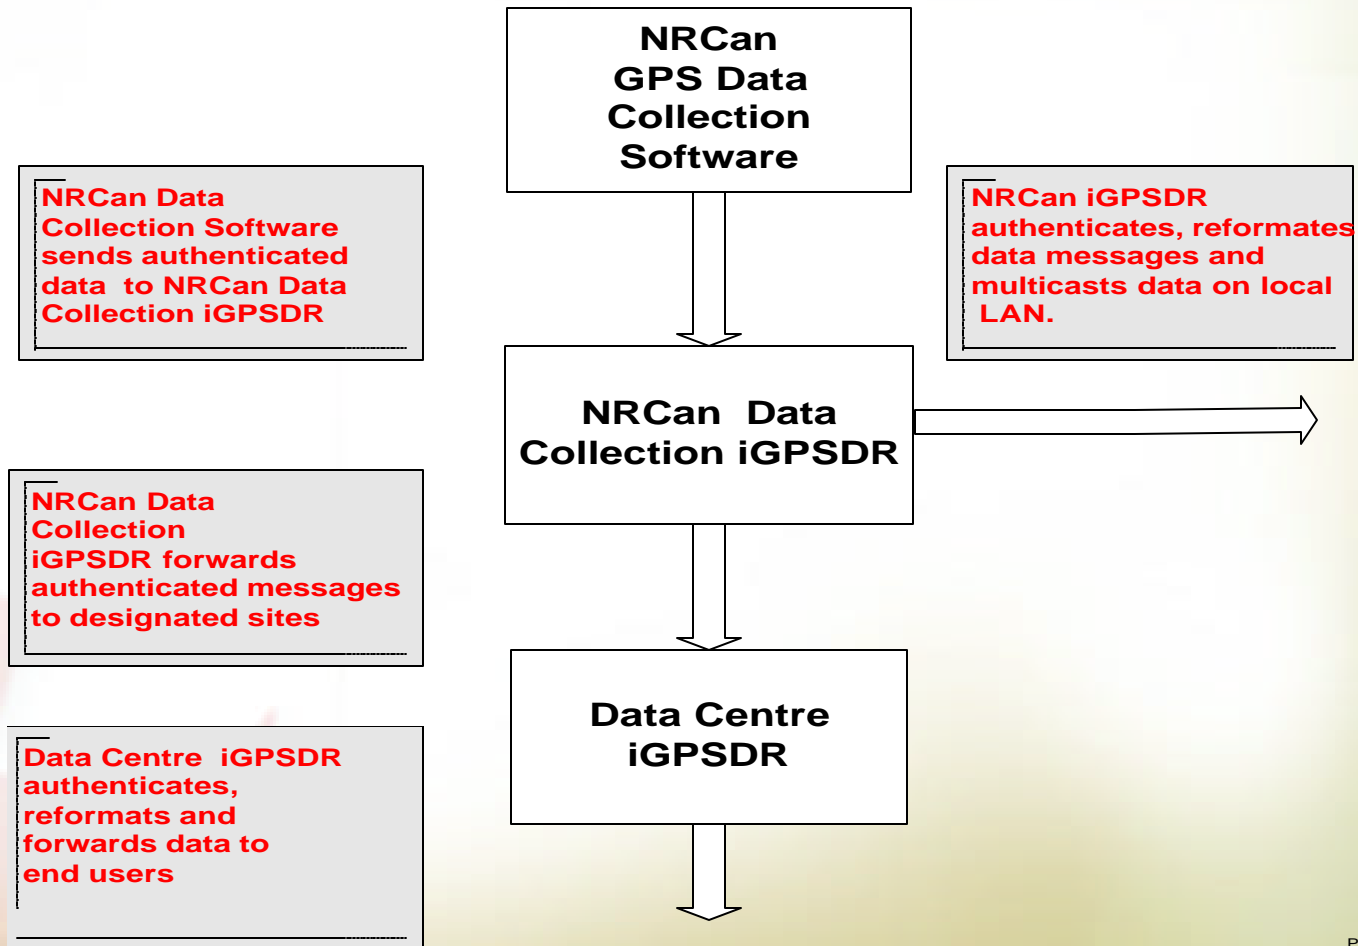 NRCan
GPS Data
Collection
Software
NRCan Data
Collection Software
sends authenticated
data to NRCan Data
Collection iGPSDR
NRCan iGPSDR
authenticates, reformates
data messages and
multicasts data on local
LAN.
NRCan Data
Collection iGPSDR
NRCan Data
Collection
iGPSDR forwards
authenticated messages
to designated sites
Data Centre
iGPSDR
Data Centre iGPSDR
authenticates,
reformats and
forwards data to
end users